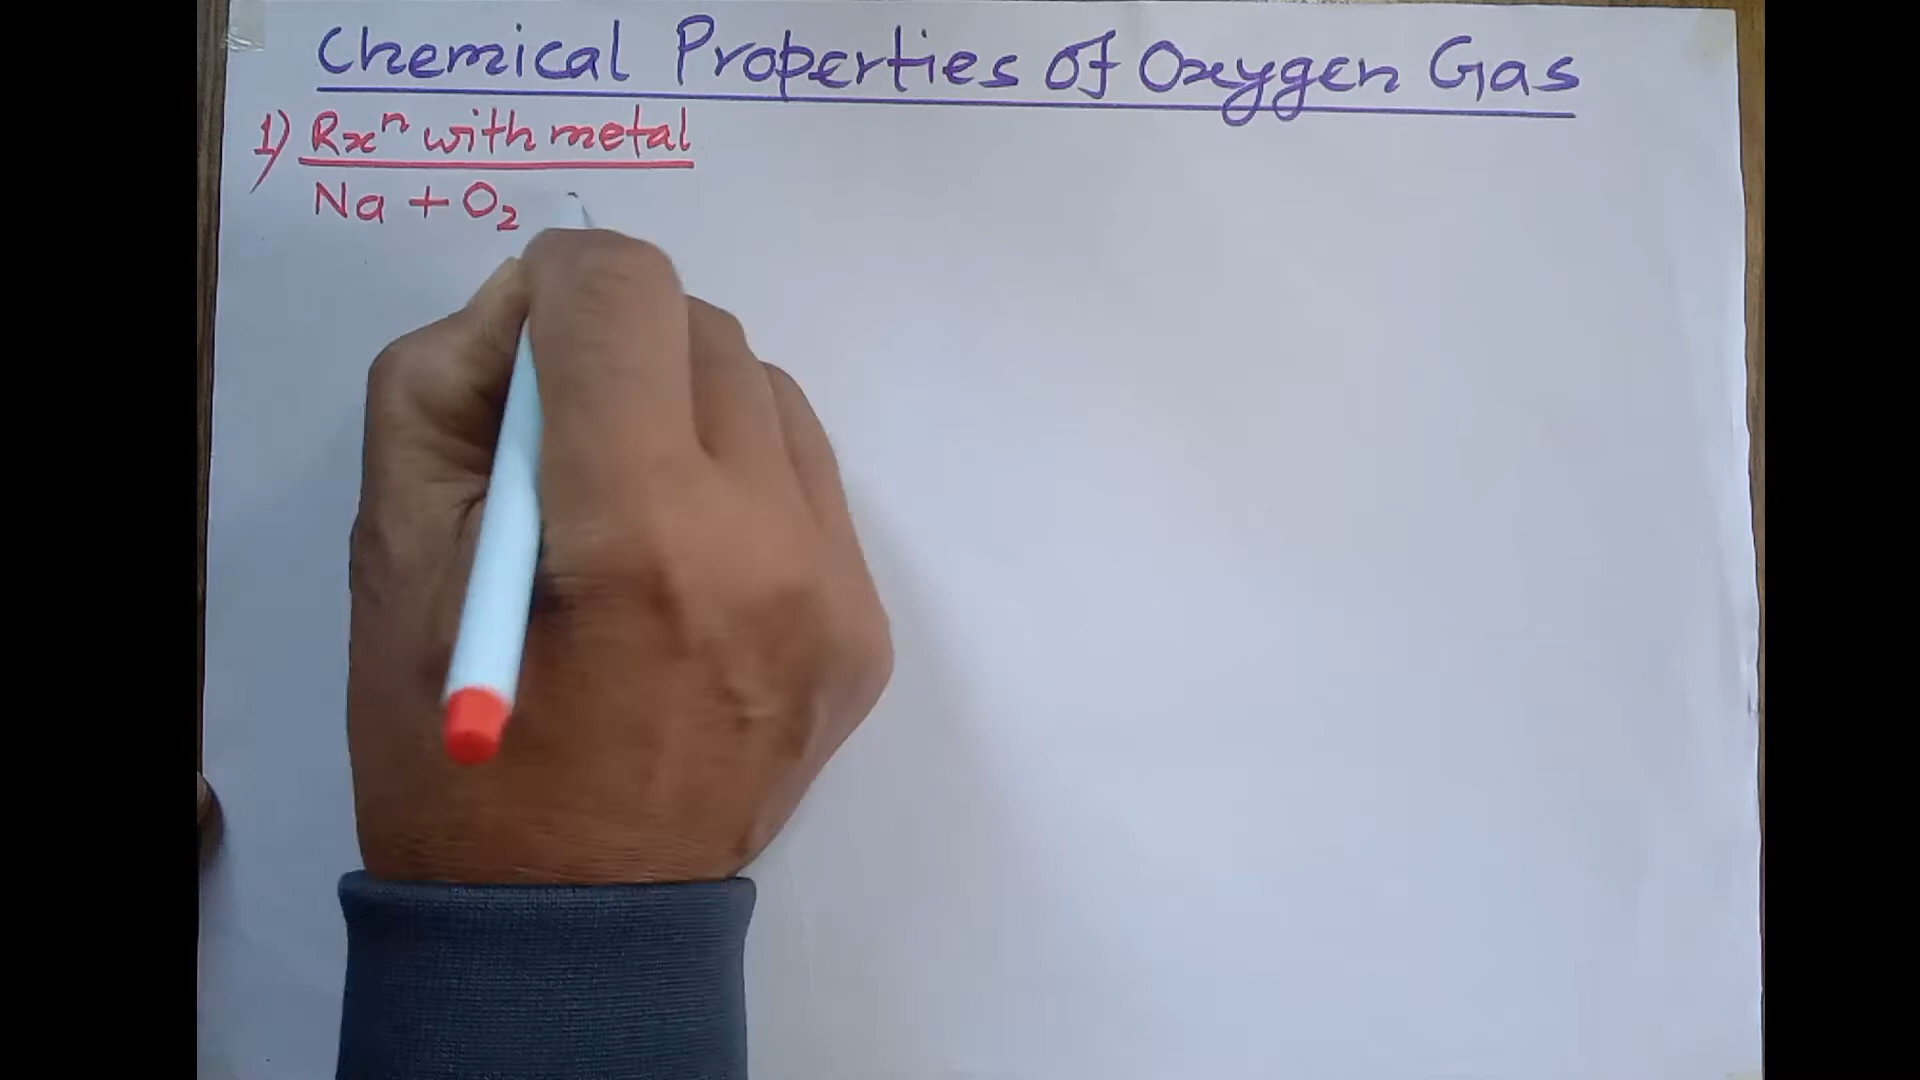 Chemical Properties of Oxygen Gas
1) Rxⁿ with metal
Na + O₂